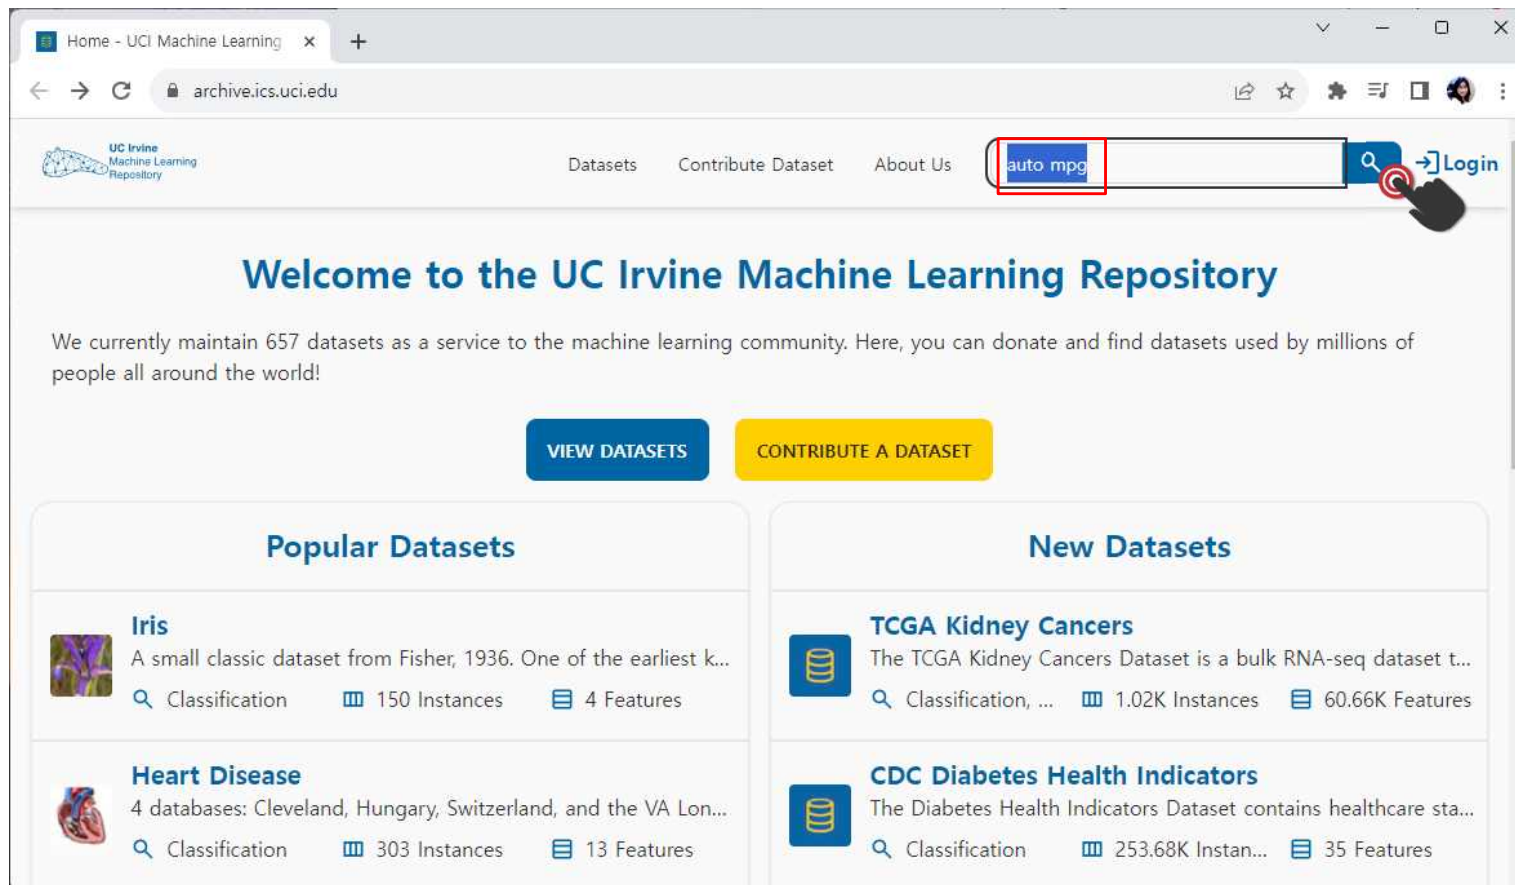 Home - UCI Machine Learning
archive.ics.uci.edu
UC Irvine
Machine Learning
Repository
Datasets Contribute Dataset About Us auto mpg Login
Welcome to the UC Irvine Machine Learning Repository
We currently maintain 657 datasets as a service to the machine learning community. Here, you can donate and find datasets used by millions of
people all around the world!
VIEW DATASETS CONTRIBUTE A DATASET
Popular Datasets
Iris
A small classic dataset from Fisher, 1936. One of the earliest k...
Classification 150 Instances 4 Features
Heart Disease
4 databases: Cleveland, Hungary, Switzerland, and the VA Lon...
Classification 303 Instances 13 Features
New Datasets
TCGA Kidney Cancers
The TCGA Kidney Cancers Dataset is a bulk RNA-seq dataset t...
Classification, ... 1.02K Instances 60.66K Features
CDC Diabetes Health Indicators
The Diabetes Health Indicators Dataset contains healthcare sta...
Classification 253.68K Instan... 35 Features